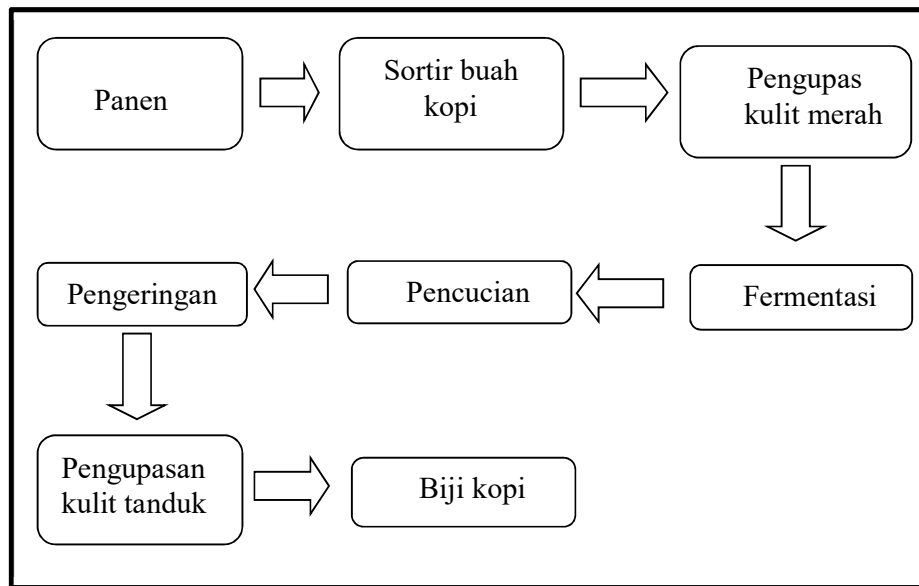 Panen
Sortir buah
kopi
Pengupas
kulit merah
Fermentasi
Pencucian
Pengeringan
Pengupasan
kulit tanduk
Biji kopi